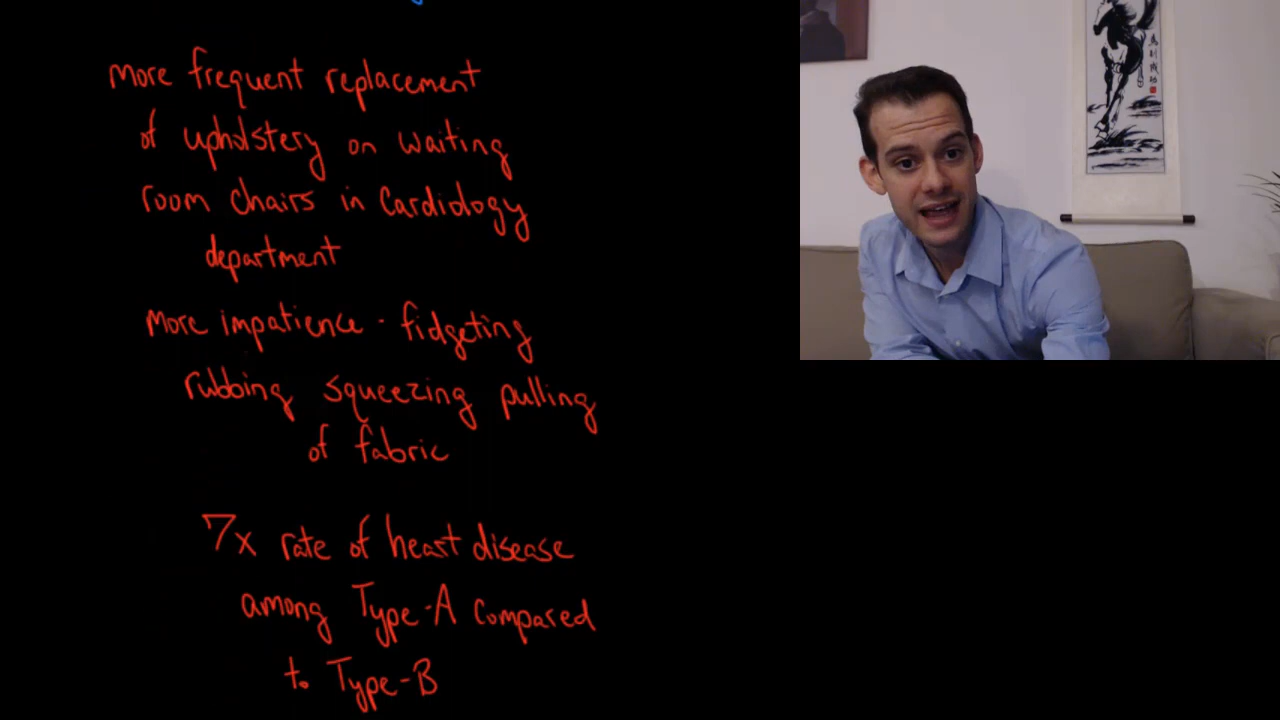 More frequent replacement
of upholstery on waiting
room chairs in Cardiology
department
More impatience - fidgeting
rubbing squeezing pulling
of fabric
7x rate of heart disease
among Type-A compared
to Type-B